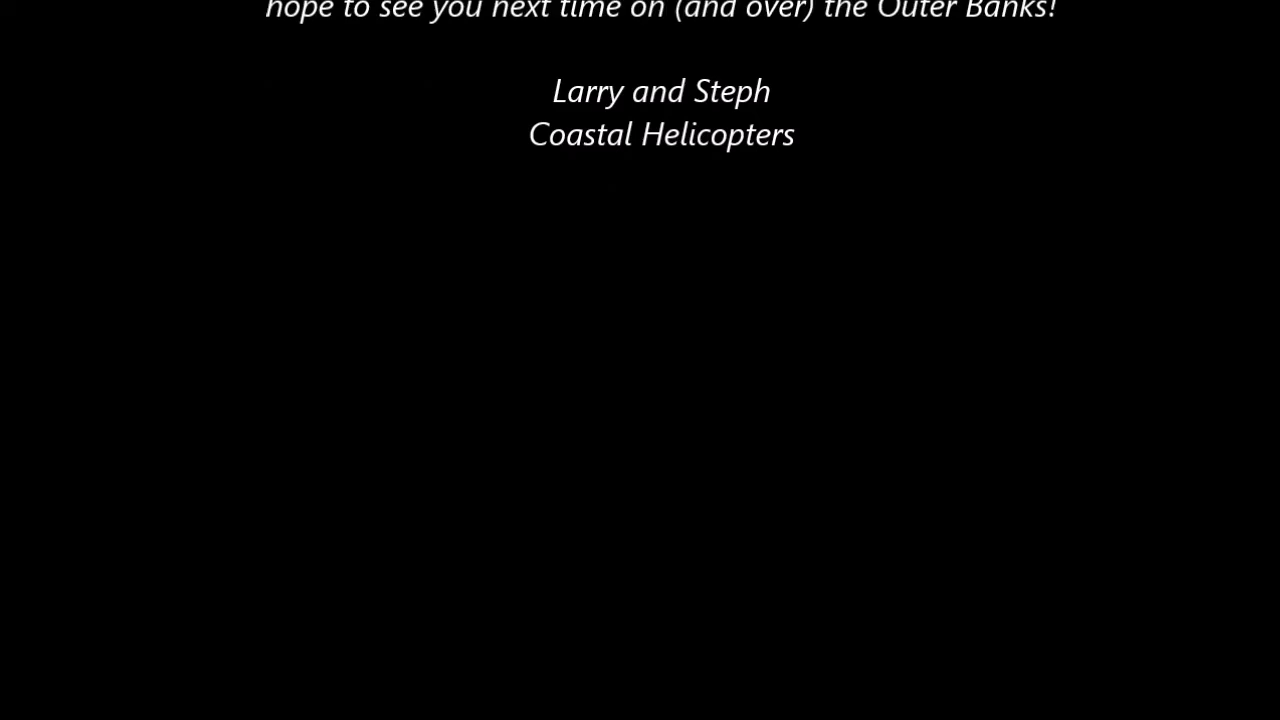 hope to see you next time on (and over) the Outer Banks!
Larry and Steph
Coastal Helicopters